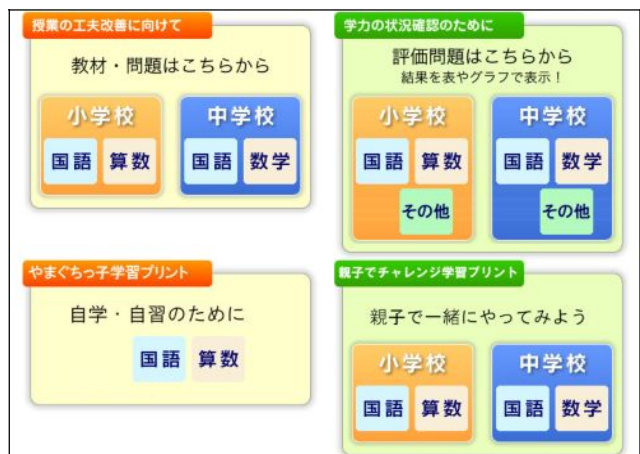 授業の工夫改善に向けて
教材・問題はこちらから
小学校
国語 算数
中学校
国語 数学
学力の状況確認のために
評価問題はこちらから
結果を表やグラフで表示！
小学校
国語 算数
その他
中学校
国語 数学
その他
やまぐちっ子学習プリント
自学・自習のために
国語 算数
親子でチャレンジ学習プリント
親子で一緒にやってみよう
小学校
国語 算数
中学校
国語 数学